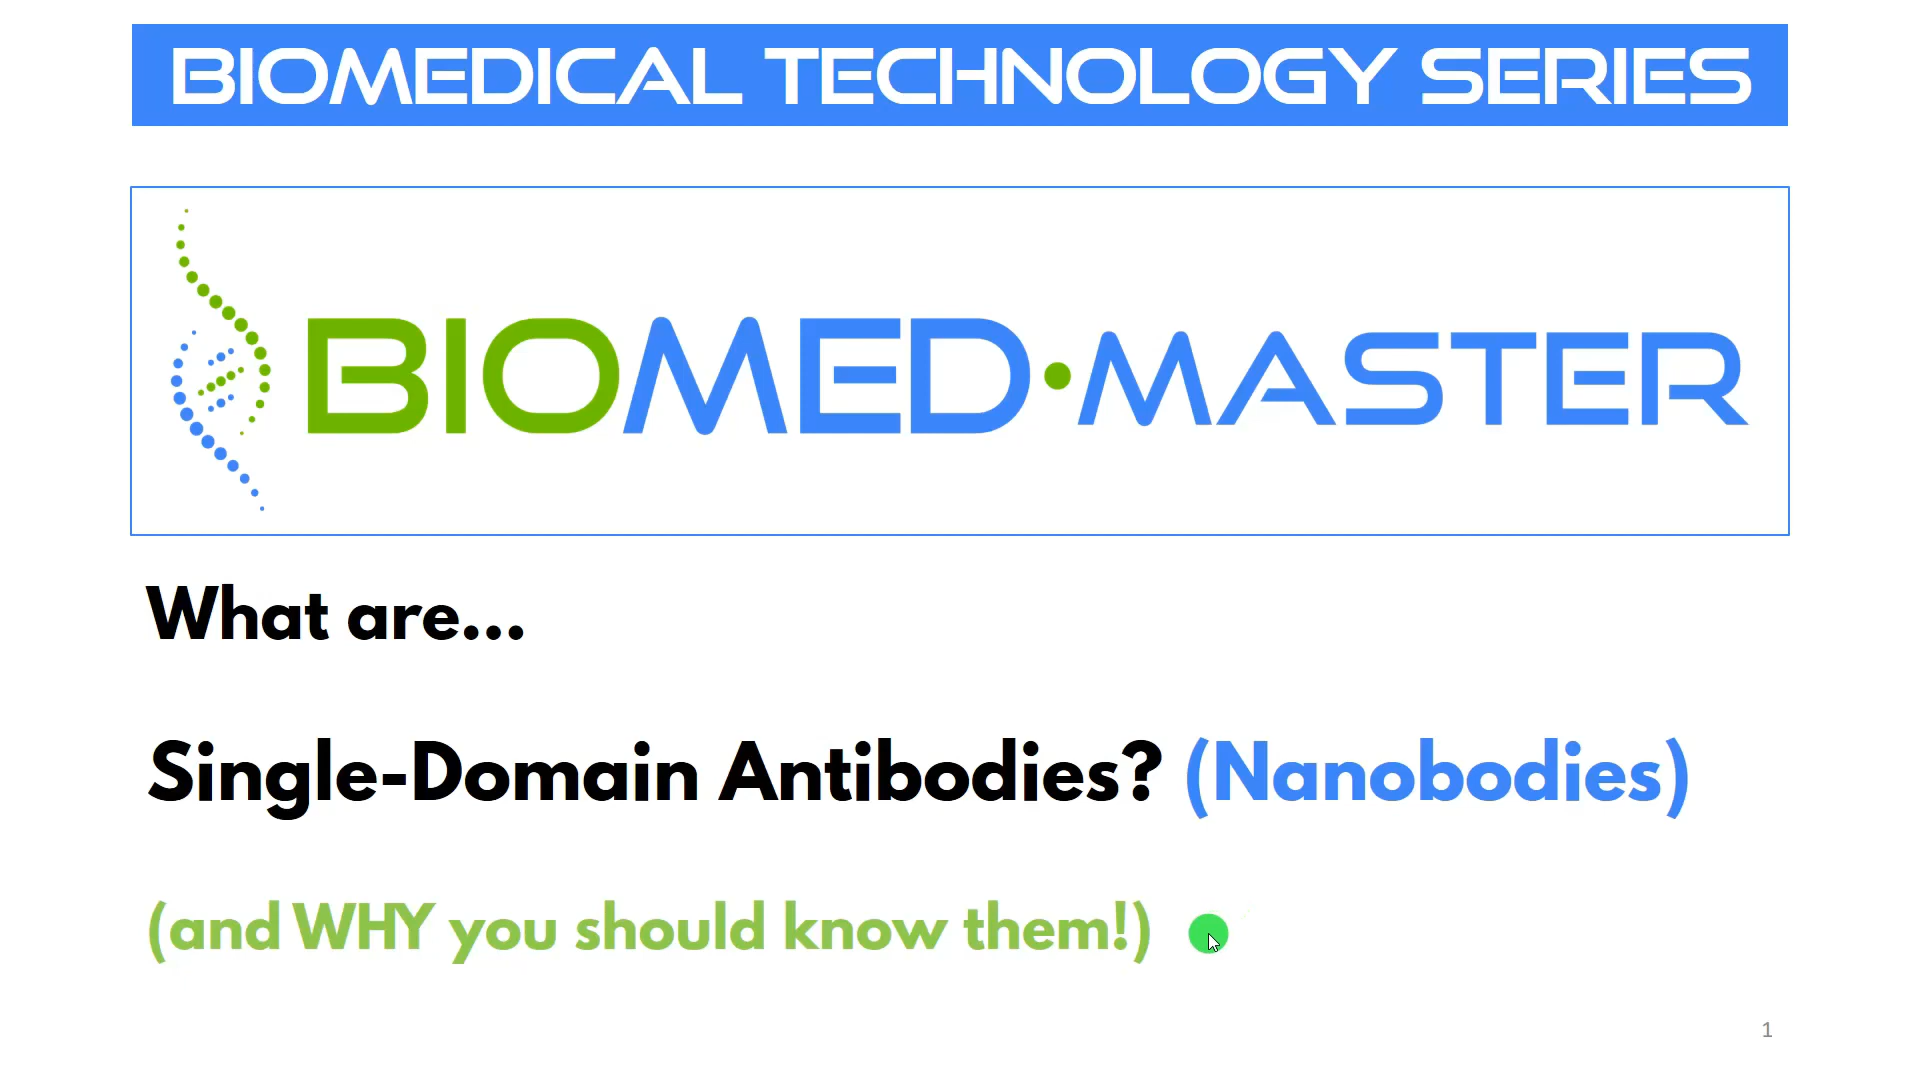 BIOMEDICAL TECHNOLOGY SERIES
BIOMED·MASTER
What are...
Single-Domain Antibodies? (Nanobodies)
(and WHY you should know them!)
1